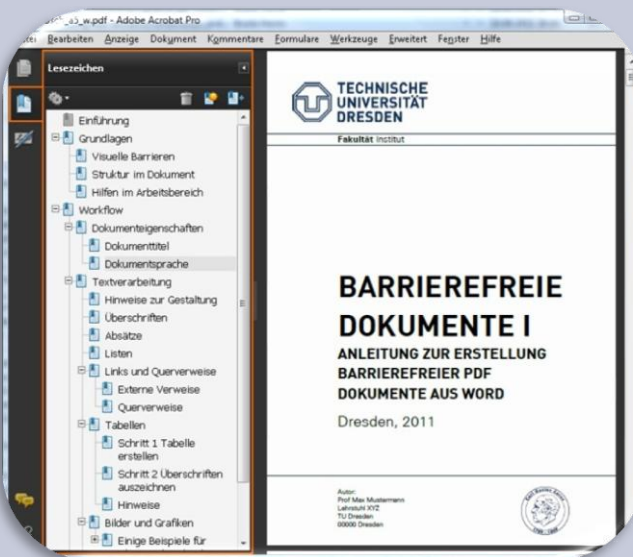 _a5_w.pdf - Adobe Acrobat Pro
Bearbeiten Anzeige Dokument Kommentare Formulare Werkzeuge Erweitert Fenster Hilfe
Lesezeichen
Einführung
Grundlagen
Visuelle Barrieren
Struktur im Dokument
Hilfen im Arbeitsbereich
Workflow
Dokumenteigenschaften
Dokumenttitel
Dokumentsprache
Textverarbeitung
Hinweise zur Gestaltung
Überschriften
Absätze
Listen
Links und Querverweise
Externe Verweise
Querverweise
Tabellen
Schritt 1 Tabelle
erstellen
Schritt 2 Überschriften
auszeichnen
Hinweise
Bilder und Grafiken
Einige Beispiele für
TECHNISCHE
UNIVERSITÄT
DRESDEN
Fakultät Institut
BARRIEREFREIE
DOKUMENTE I
ANLEITUNG ZUR ERSTELLUNG
BARRIEREFREIER PDF
DOKUMENTE AUS WORD
Dresden, 2011
Autor:
Prof Max Mustermann
Lehrstuhl XYZ
TU Dresden
00000 Dresden